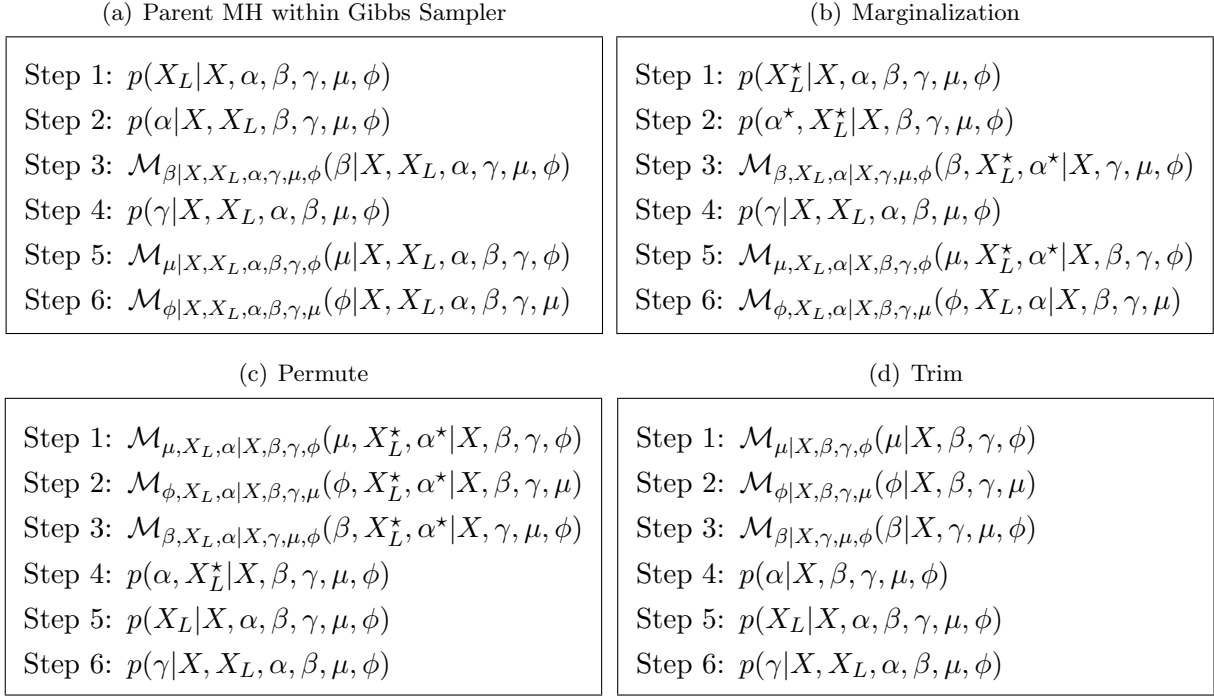 (a) Parent MH within Gibbs Sampler
Step 1: p(X_L|X, α, β, γ, μ, ϕ)
Step 2: p(α|X, X_L, β, γ, μ, ϕ)
Step 3: ℳ_{β|X,X_L,α,γ,μ,ϕ}(β|X, X_L, α, γ, μ, ϕ)
Step 4: p(γ|X, X_L, α, β, μ, ϕ)
Step 5: ℳ_{μ|X,X_L,α,β,γ,ϕ}(μ|X, X_L, α, β, γ, ϕ)
Step 6: ℳ_{ϕ|X,X_L,α,β,γ,μ}(ϕ|X, X_L, α, β, γ, μ)
(b) Marginalization
Step 1: p(X_L^⋆|X, α, β, γ, μ, ϕ)
Step 2: p(α^⋆, X_L^⋆|X, β, γ, μ, ϕ)
Step 3: ℳ_{β,X_L,α|X,γ,μ,ϕ}(β, X_L^⋆, α^⋆|X, γ, μ, ϕ)
Step 4: p(γ|X, X_L, α, β, μ, ϕ)
Step 5: ℳ_{μ,X_L,α|X,β,γ,ϕ}(μ, X_L^⋆, α^⋆|X, β, γ, ϕ)
Step 6: ℳ_{ϕ,X_L,α|X,β,γ,μ}(ϕ, X_L, α|X, β, γ, μ)
(c) Permute
Step 1: ℳ_{μ,X_L,α|X,β,γ,ϕ}(μ, X_L^⋆, α^⋆|X, β, γ, ϕ)
Step 2: ℳ_{ϕ,X_L,α|X,β,γ,μ}(ϕ, X_L^⋆, α^⋆|X, β, γ, μ)
Step 3: ℳ_{β,X_L,α|X,γ,μ,ϕ}(β, X_L^⋆, α^⋆|X, γ, μ, ϕ)
Step 4: p(α, X_L^⋆|X, β, γ, μ, ϕ)
Step 5: p(X_L|X, α, β, γ, μ, ϕ)
Step 6: p(γ|X, X_L, α, β, μ, ϕ)
(d) Trim
Step 1: ℳ_{μ|X,β,γ,ϕ}(μ|X, β, γ, ϕ)
Step 2: ℳ_{ϕ|X,β,γ,μ}(ϕ|X, β, γ, μ)
Step 3: ℳ_{β|X,γ,μ,ϕ}(β|X, γ, μ, ϕ)
Step 4: p(α|X, β, γ, μ, ϕ)
Step 5: p(X_L|X, α, β, γ, μ, ϕ)
Step 6: p(γ|X, X_L, α, β, μ, ϕ)